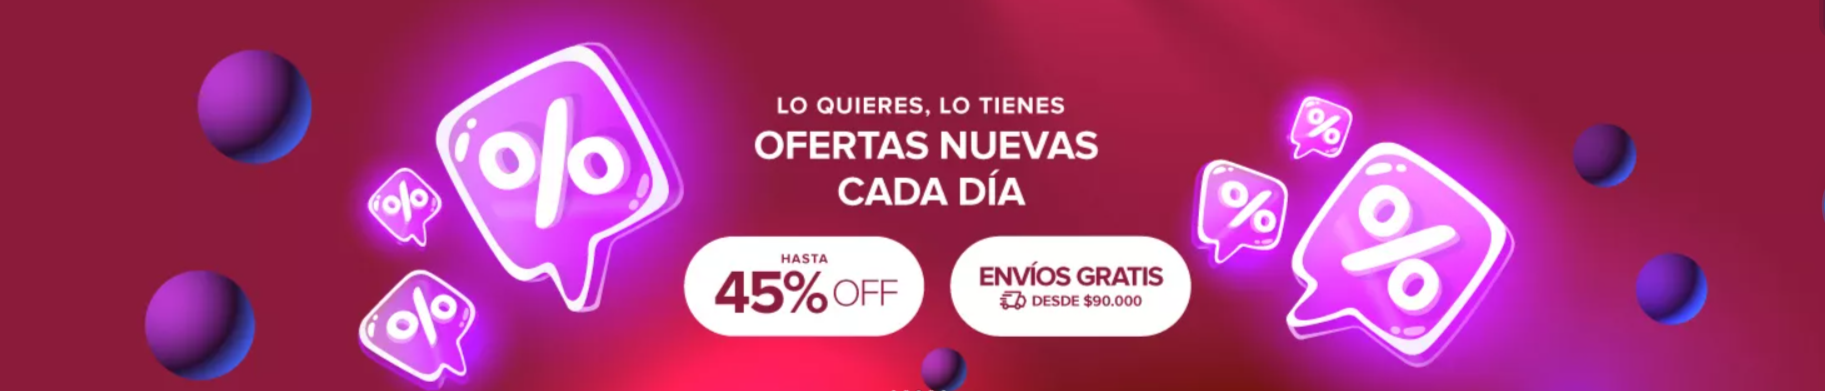 LO QUIERES, LO TIENES
OFERTAS NUEVAS
CADA DÍA
HASTA
45% OFF
ENVÍOS GRATIS
DESDE $90.000
%
%
%
%
%
%